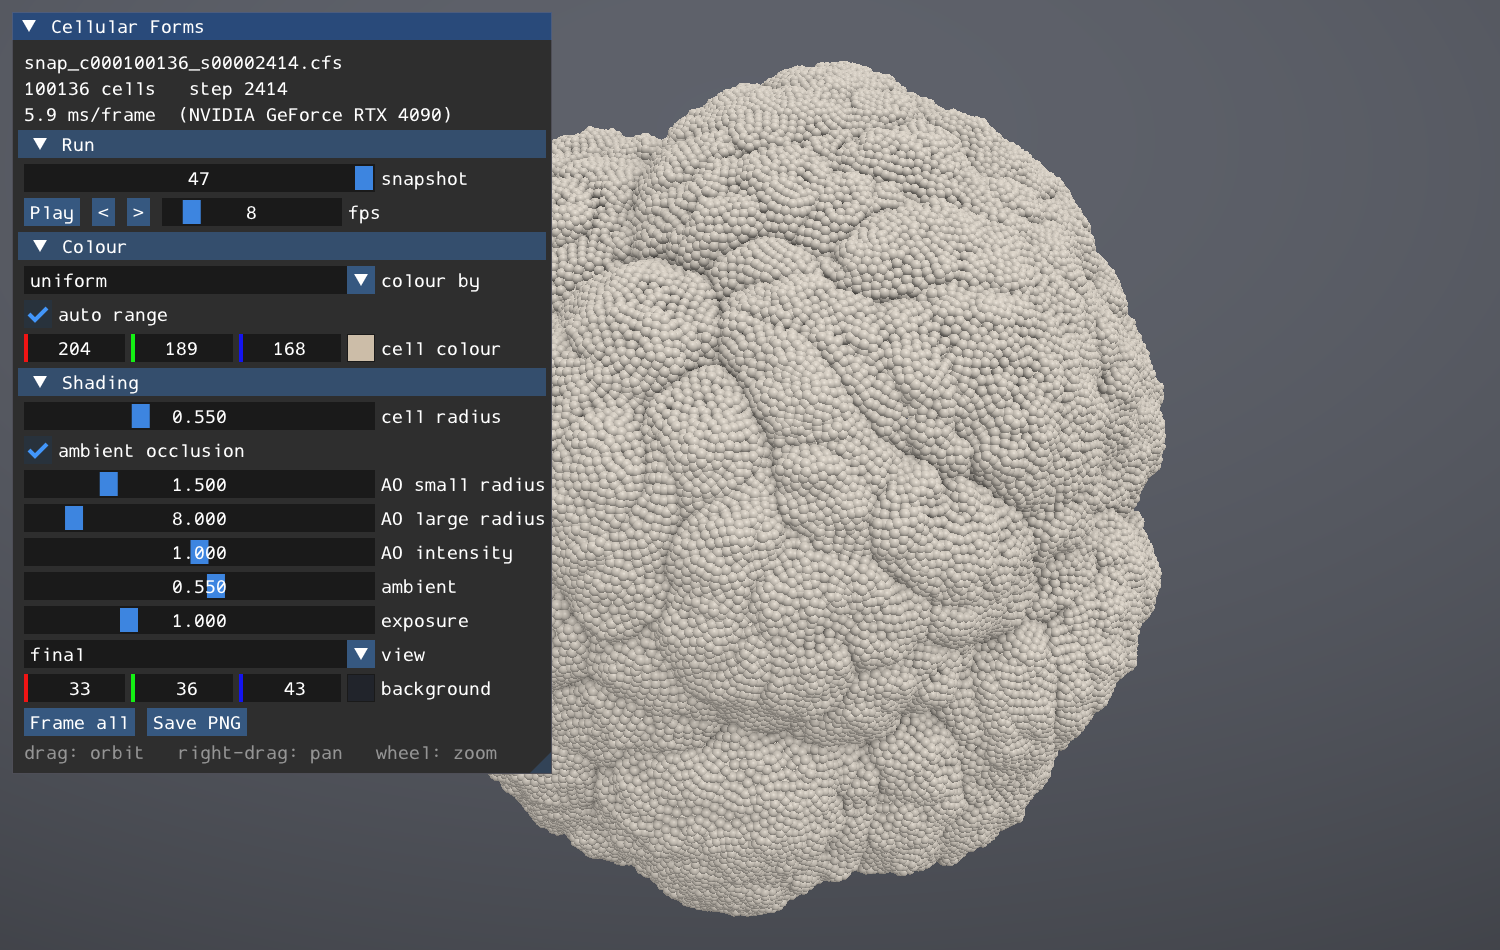 Cellular Forms
snap_c000100136_s00002414.cfs
100136 cells step 2414
5.9 ms/frame (NVIDIA GeForce RTX 4090)
Run
47 snapshot
Play < > 8 fps
Colour
uniform colour by
auto range
204 189 168 cell colour
Shading
0.550 cell radius
ambient occlusion
1.500 AO small radius
8.000 AO large radius
1.000 AO intensity
0.550 ambient
1.000 exposure
final view
33 36 43 background
Frame all Save PNG
drag: orbit right-drag: pan wheel: zoom